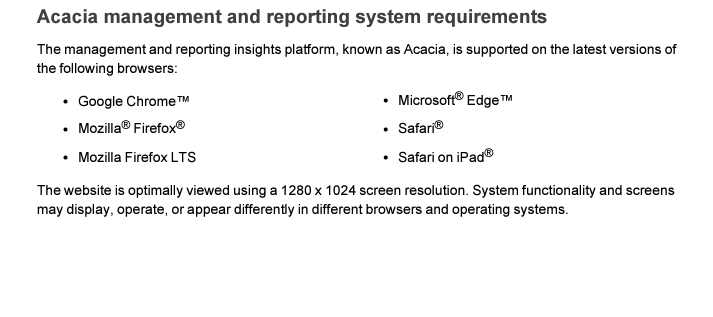 Acacia management and reporting system requirements
The management and reporting insights platform, known as Acacia, is supported on the latest versions of
the following browsers:
• Google Chrome™
• Mozilla® Firefox®
• Mozilla Firefox LTS
• Microsoft® Edge™
• Safari®
• Safari on iPad®
The website is optimally viewed using a 1280 x 1024 screen resolution. System functionality and screens
may display, operate, or appear differently in different browsers and operating systems.